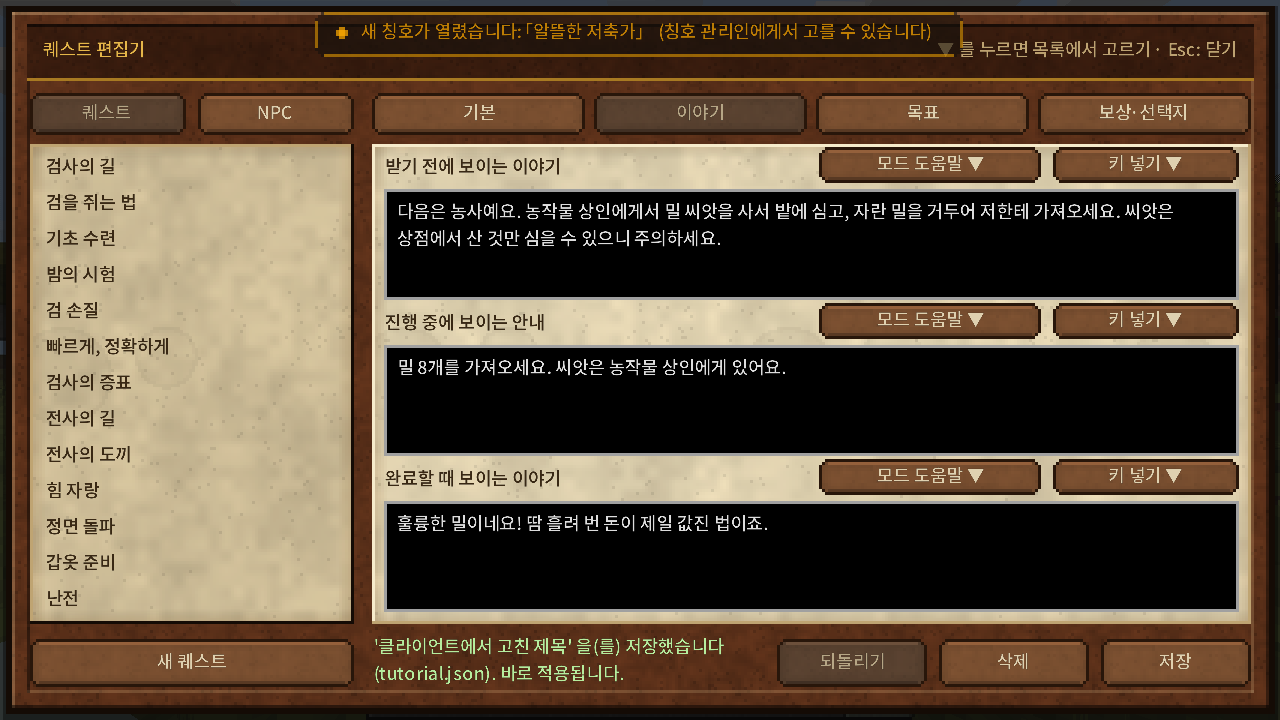 새 칭호가 열렸습니다: 「알뜰한 저축가」 (칭호 관리인에게서 고를 수 있습니다)
퀘스트 편집기
▼ 를 누르면 목록에서 고르기 · Esc: 닫기
퀘스트
NPC
기본
이야기
목표
보상·선택지
검사의 길
검을 쥐는 법
기초 수련
밤의 시험
검 손질
빠르게, 정확하게
검사의 증표
전사의 길
전사의 도끼
힘 자랑
정면 돌파
갑옷 준비
난전
새 퀘스트
받기 전에 보이는 이야기
모드 도움말 ▼
키 넣기 ▼
다음은 농사예요. 농작물 상인에게서 밀 씨앗을 사서 밭에 심고, 자란 밀을 거두어 저한테 가져오세요. 씨앗은
상점에서 산 것만 심을 수 있으니 주의하세요.
진행 중에 보이는 안내
모드 도움말 ▼
키 넣기 ▼
밀 8개를 가져오세요. 씨앗은 농작물 상인에게 있어요.
완료할 때 보이는 이야기
모드 도움말 ▼
키 넣기 ▼
훌륭한 밀이네요! 땀 흘려 번 돈이 제일 값진 법이죠.
'클라이언트에서 고친 제목' 을(를) 저장했습니다
(tutorial.json). 바로 적용됩니다.
되돌리기
삭제
저장